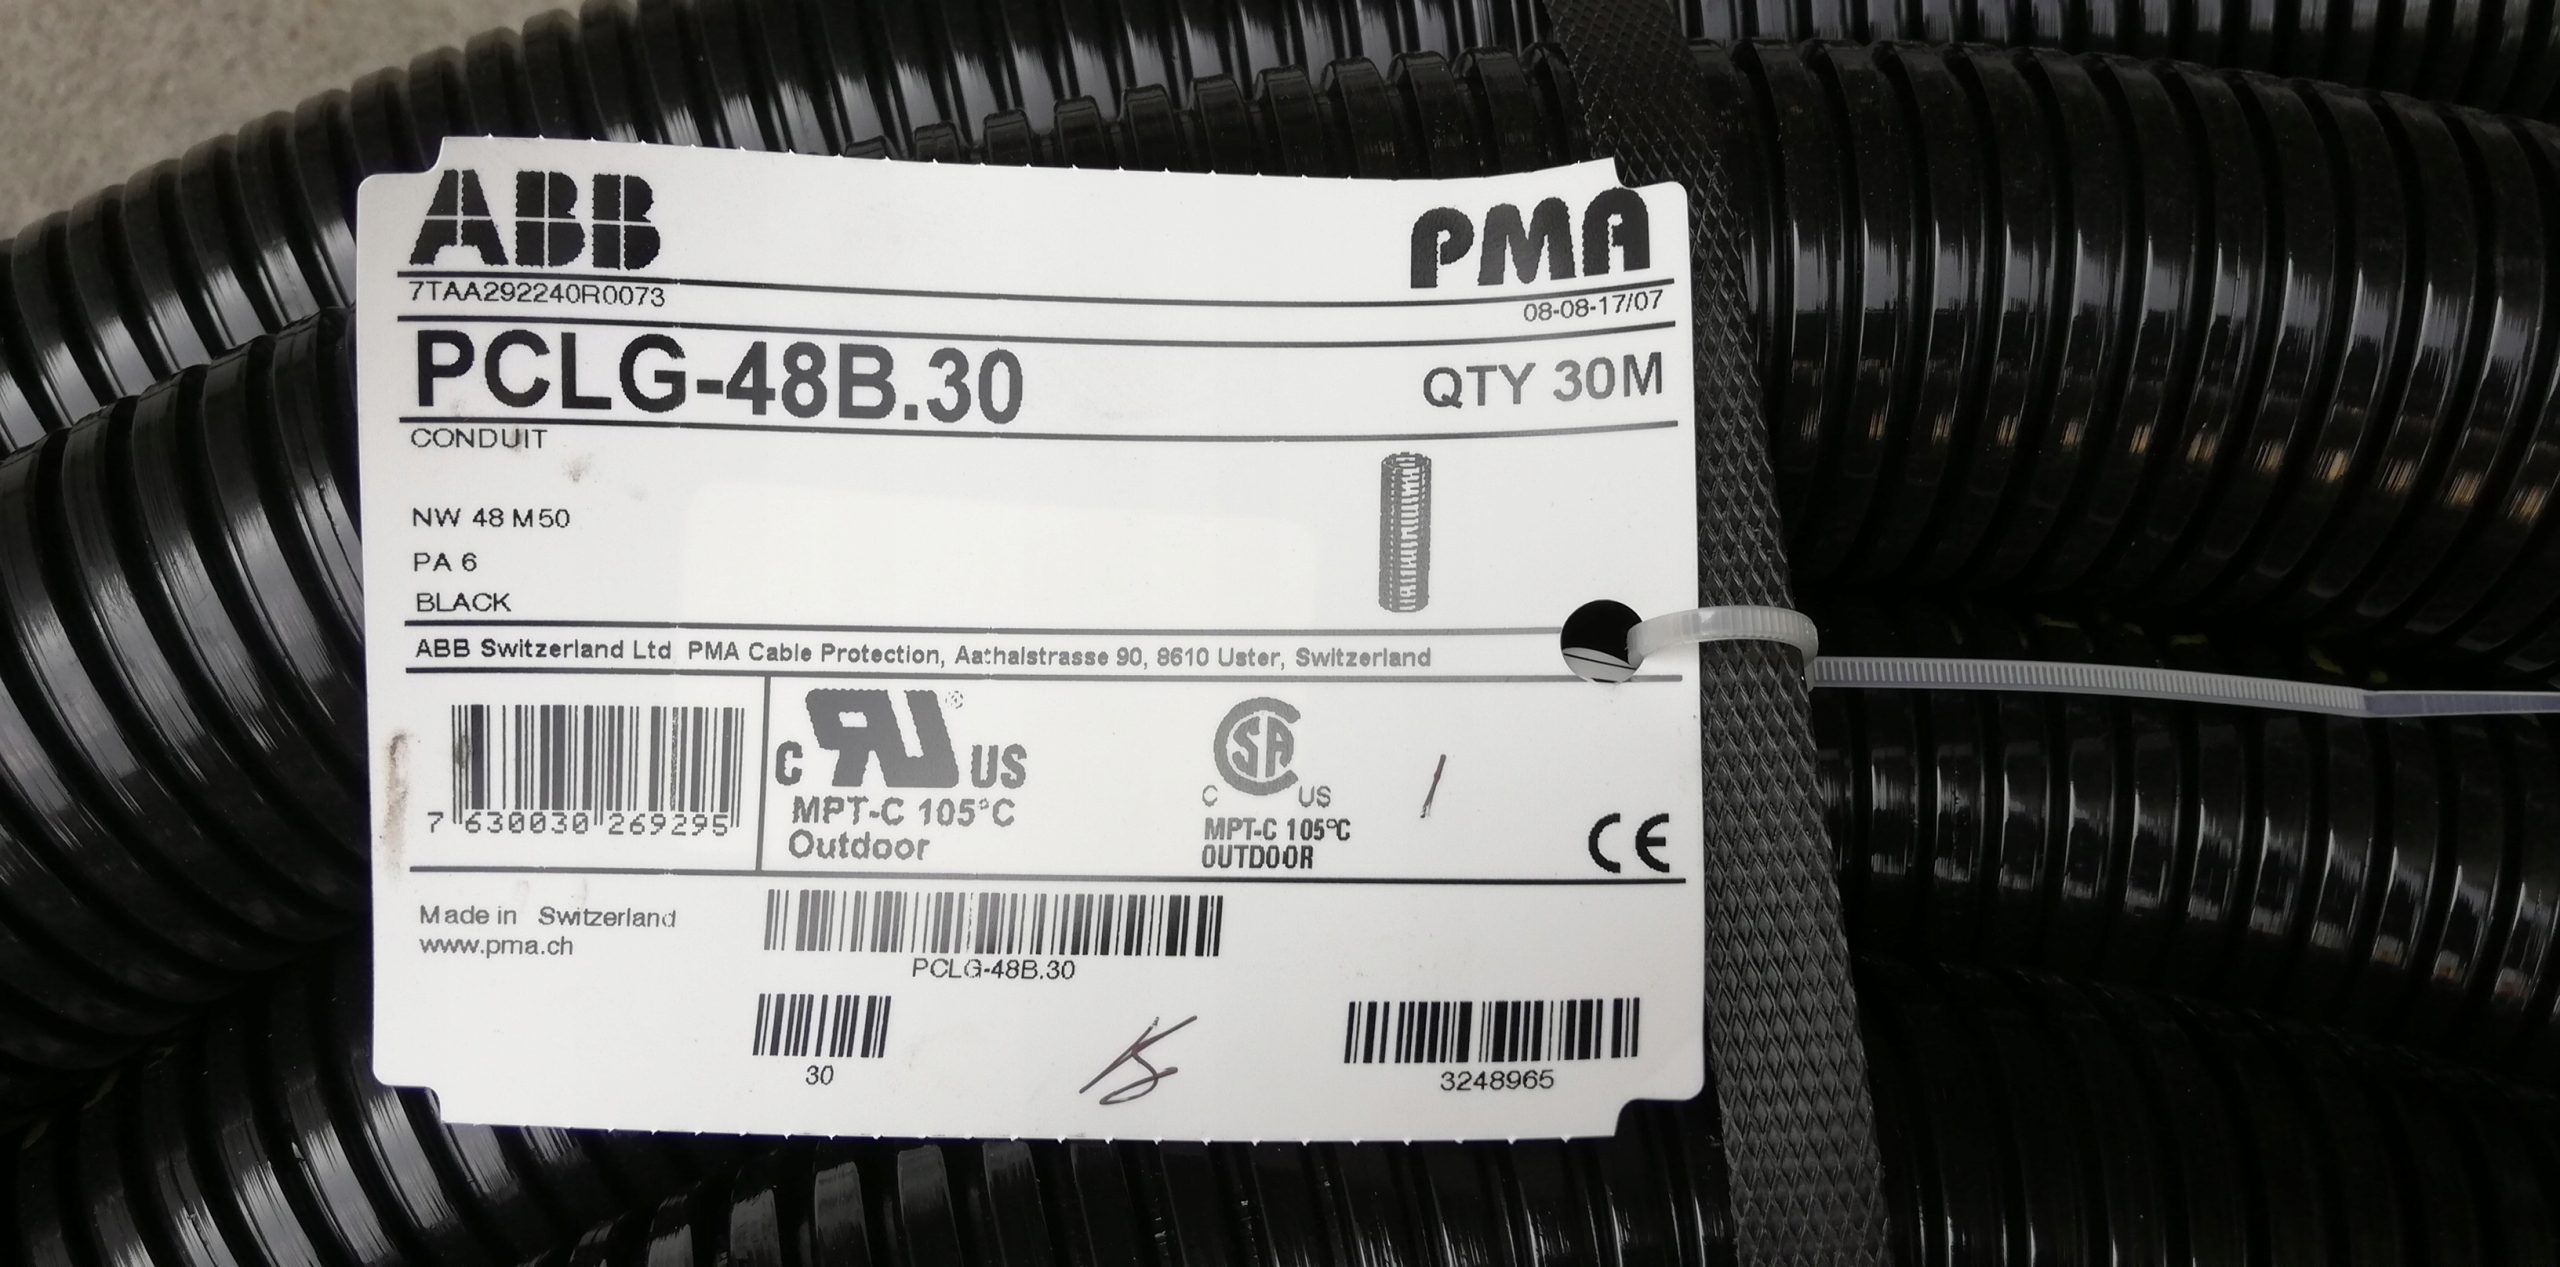 ABB
PMA
7TAA292240R0073
08-08-17/07
PCLG-48B.30
QTY 30M
CONDUIT
NW 48 M50
PA 6
BLACK
ABB Switzerland Ltd PMA Cable Protection, Aathalstrasse 90, 8610 Uster, Switzerland
7 630030 269295
C RU ® US
MPT-C 105°C
Outdoor
CSA
C US
MPT-C 105°C
OUTDOOR
CE
Made in Switzerland
www.pma.ch
PCLG-48B.30
30
3248965